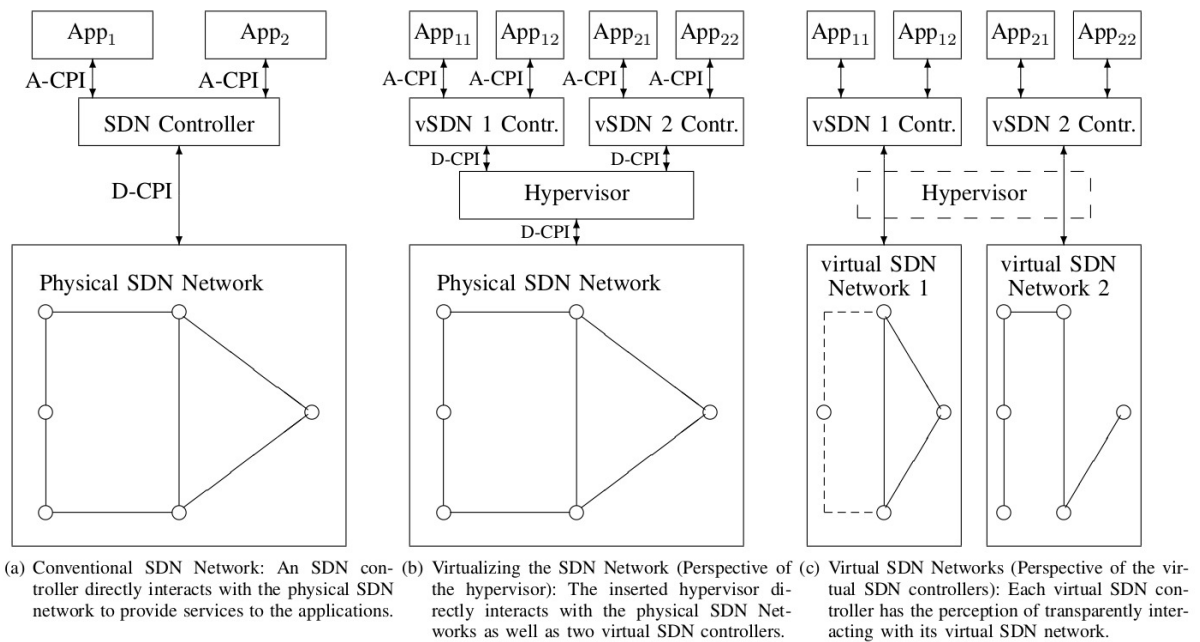 App₁
App₂
A-CPI
A-CPI
SDN Controller
D-CPI
Physical SDN Network
(a) Conventional SDN Network: An SDN con-
troller directly interacts with the physical SDN
network to provide services to the applications.
App₁₁
App₁₂
App₂₁
App₂₂
A-CPI
A-CPI
A-CPI
A-CPI
vSDN 1 Contr.
vSDN 2 Contr.
D-CPI
D-CPI
Hypervisor
D-CPI
Physical SDN Network
(b) Virtualizing the SDN Network (Perspective of
the hypervisor): The inserted hypervisor di-
rectly interacts with the physical SDN Net-
works as well as two virtual SDN controllers.
App₁₁
App₁₂
App₂₁
App₂₂
vSDN 1 Contr.
vSDN 2 Contr.
Hypervisor
virtual SDN
Network 1
virtual SDN
Network 2
(c) Virtual SDN Networks (Perspective of the vir-
tual SDN controllers): Each virtual SDN con-
troller has the perception of transparently inter-
acting with its virtual SDN network.